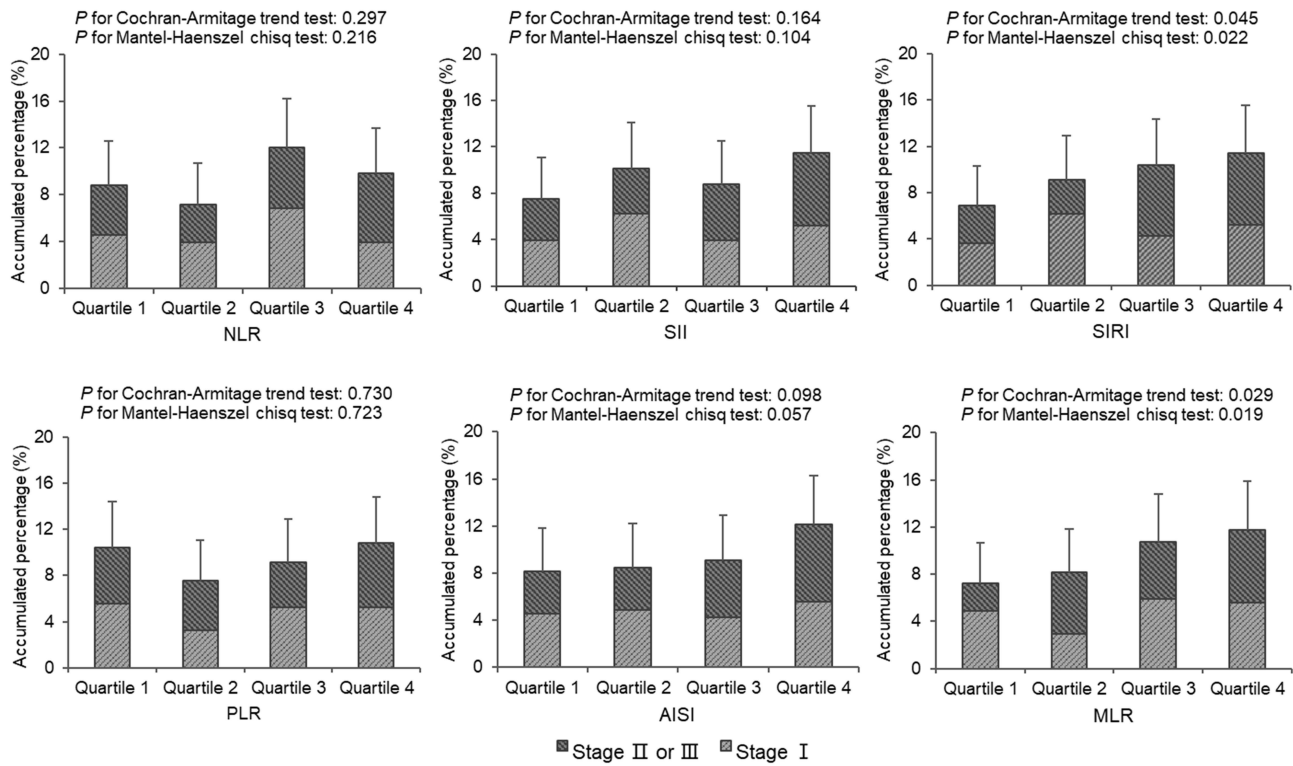 P for Cochran-Armitage trend test: 0.297
P for Mantel-Haenszel chisq test: 0.216
Accumulated percentage (%)
20
16
12
8
4
0
Quartile 1 Quartile 2 Quartile 3 Quartile 4
NLR
P for Cochran-Armitage trend test: 0.164
P for Mantel-Haenszel chisq test: 0.104
Accumulated percentage (%)
20
16
12
8
4
0
Quartile 1 Quartile 2 Quartile 3 Quartile 4
SII
P for Cochran-Armitage trend test: 0.045
P for Mantel-Haenszel chisq test: 0.022
Accumulated percentage (%)
20
16
12
8
4
0
Quartile 1 Quartile 2 Quartile 3 Quartile 4
SIRI
P for Cochran-Armitage trend test: 0.730
P for Mantel-Haenszel chisq test: 0.723
Accumulated percentage (%)
20
16
12
8
4
0
Quartile 1 Quartile 2 Quartile 3 Quartile 4
PLR
P for Cochran-Armitage trend test: 0.098
P for Mantel-Haenszel chisq test: 0.057
Accumulated percentage (%)
20
16
12
8
4
0
Quartile 1 Quartile 2 Quartile 3 Quartile 4
AISI
P for Cochran-Armitage trend test: 0.029
P for Mantel-Haenszel chisq test: 0.019
Accumulated percentage (%)
20
16
12
8
4
0
Quartile 1 Quartile 2 Quartile 3 Quartile 4
MLR
Stage Ⅱ or Ⅲ Stage Ⅰ